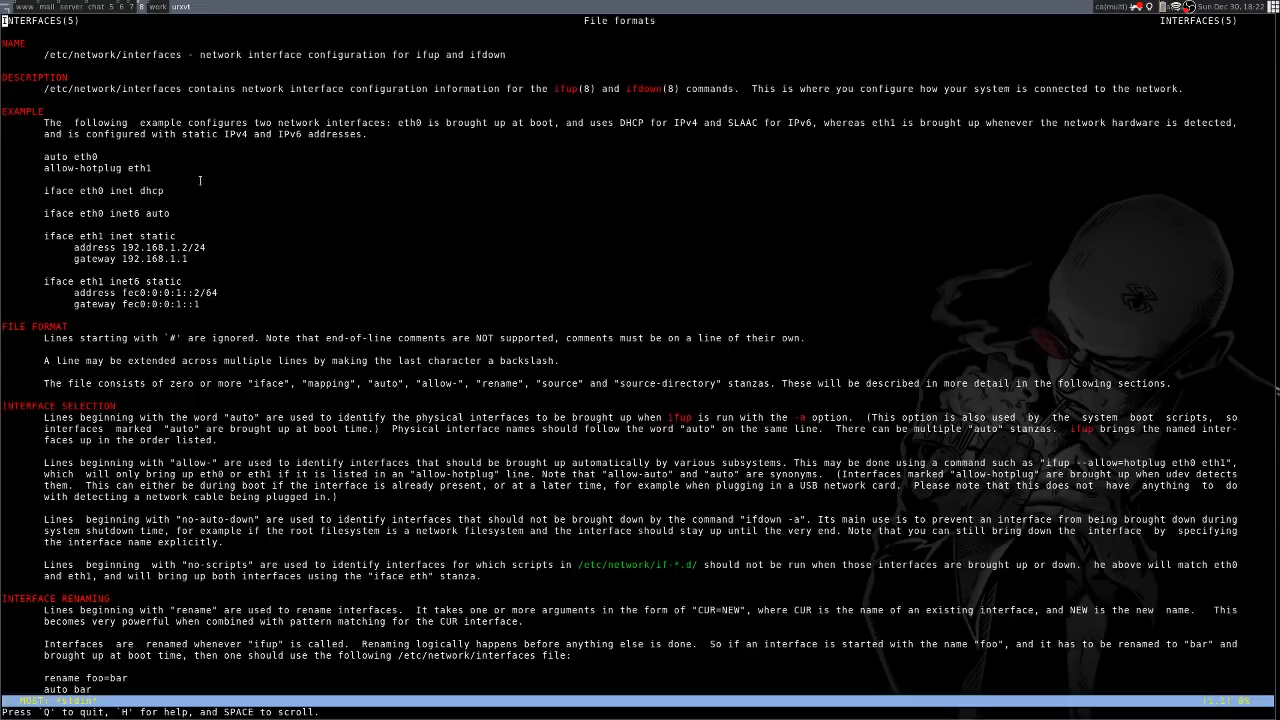 www mail server chat 5 6 7 8 work urxvt ca(multi) Sun Dec 30, 18:22
INTERFACES(5) File formats INTERFACES(5)
NAME
/etc/network/interfaces - network interface configuration for ifup and ifdown
DESCRIPTION
/etc/network/interfaces contains network interface configuration information for the ifup(8) and ifdown(8) commands. This is where you configure how your system is connected to the network.
EXAMPLE
The following example configures two network interfaces: eth0 is brought up at boot, and uses DHCP for IPv4 and SLAAC for IPv6, whereas eth1 is brought up whenever the network hardware is detected,
and is configured with static IPv4 and IPv6 addresses.
auto eth0
allow-hotplug eth1
iface eth0 inet dhcp
iface eth0 inet6 auto
iface eth1 inet static
address 192.168.1.2/24
gateway 192.168.1.1
iface eth1 inet6 static
address fec0:0:0:1::2/64
gateway fec0:0:0:1::1
FILE FORMAT
Lines starting with `#' are ignored. Note that end-of-line comments are NOT supported, comments must be on a line of their own.
A line may be extended across multiple lines by making the last character a backslash.
The file consists of zero or more "iface", "mapping", "auto", "allow-", "rename", "source" and "source-directory" stanzas. These will be described in more detail in the following sections.
INTERFACE SELECTION
Lines beginning with the word "auto" are used to identify the physical interfaces to be brought up when ifup is run with the -a option. (This option is also used by the system boot scripts, so
interfaces marked "auto" are brought up at boot time.) Physical interface names should follow the word "auto" on the same line. There can be multiple "auto" stanzas. ifup brings the named inter-
faces up in the order listed.
Lines beginning with "allow-" are used to identify interfaces that should be brought up automatically by various subsystems. This may be done using a command such as "ifup --allow=hotplug eth0 eth1",
which will only bring up eth0 or eth1 if it is listed in an "allow-hotplug" line. Note that "allow-auto" and "auto" are synonyms. (Interfaces marked "allow-hotplug" are brought up when udev detects
them. This can either be during boot if the interface is already present, or at a later time, for example when plugging in a USB network card. Please note that this does not have anything to do
with detecting a network cable being plugged in.)
Lines beginning with "no-auto-down" are used to identify interfaces that should not be brought down by the command "ifdown -a". Its main use is to prevent an interface from being brought down during
system shutdown time, for example if the root filesystem is a network filesystem and the interface should stay up until the very end. Note that you can still bring down the interface by specifying
the interface name explicitly.
Lines beginning with "no-scripts" are used to identify interfaces for which scripts in /etc/network/if-*.d/ should not be run when those interfaces are brought up or down. he above will match eth0
and eth1, and will bring up both interfaces using the "iface eth" stanza.
INTERFACE RENAMING
Lines beginning with "rename" are used to rename interfaces. It takes one or more arguments in the form of "CUR=NEW", where CUR is the name of an existing interface, and NEW is the new name. This
becomes very powerful when combined with pattern matching for the CUR interface.
Interfaces are renamed whenever "ifup" is called. Renaming logically happens before anything else is done. So if an interface is started with the name "foo", and it has to be renamed to "bar" and
brought up at boot time, then one should use the following /etc/network/interfaces file:
rename foo=bar
auto bar
MOST: *stdin* (1,1) 0%
Press `Q' to quit, `H' for help, and SPACE to scroll.